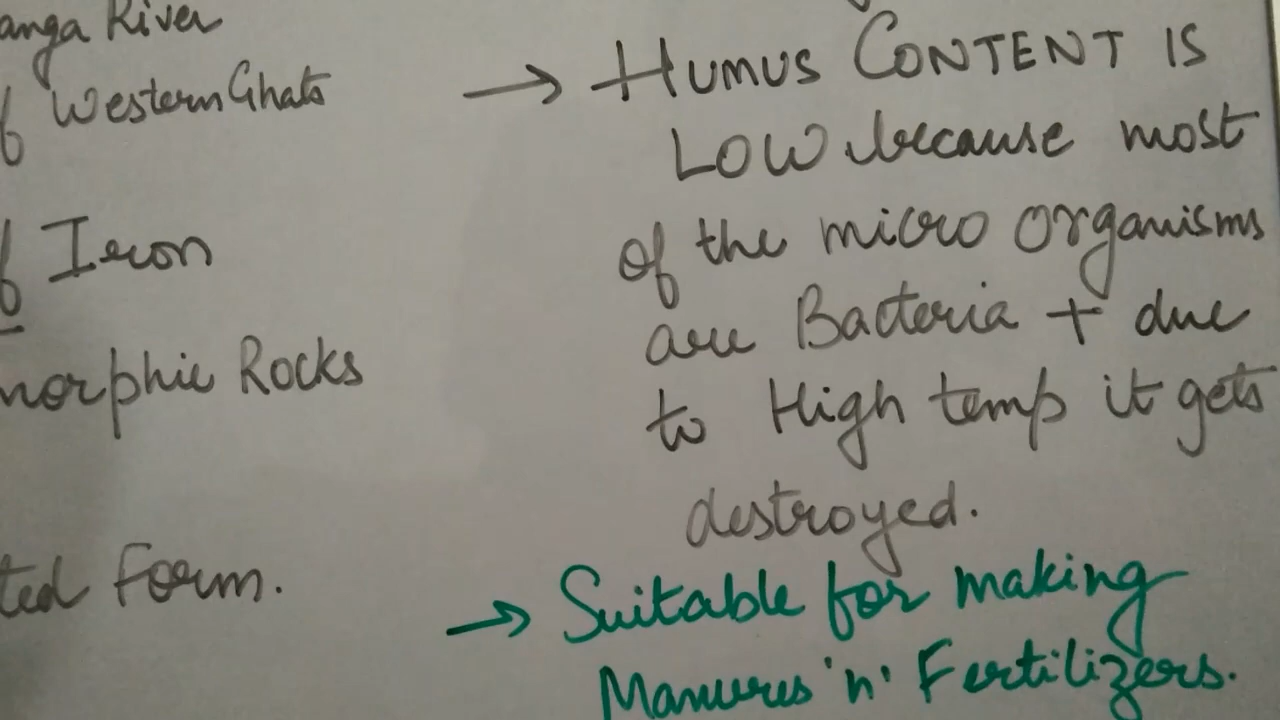 anga River
f Western Ghats
f Iron
morphic Rocks
ted Form.
→ HUMUS CONTENT IS
LOW because most
of the micro organisms
are Bacteria + due
to High temp it gets
destroyed.
→ Suitable for making
Manures 'n' Fertilizers.